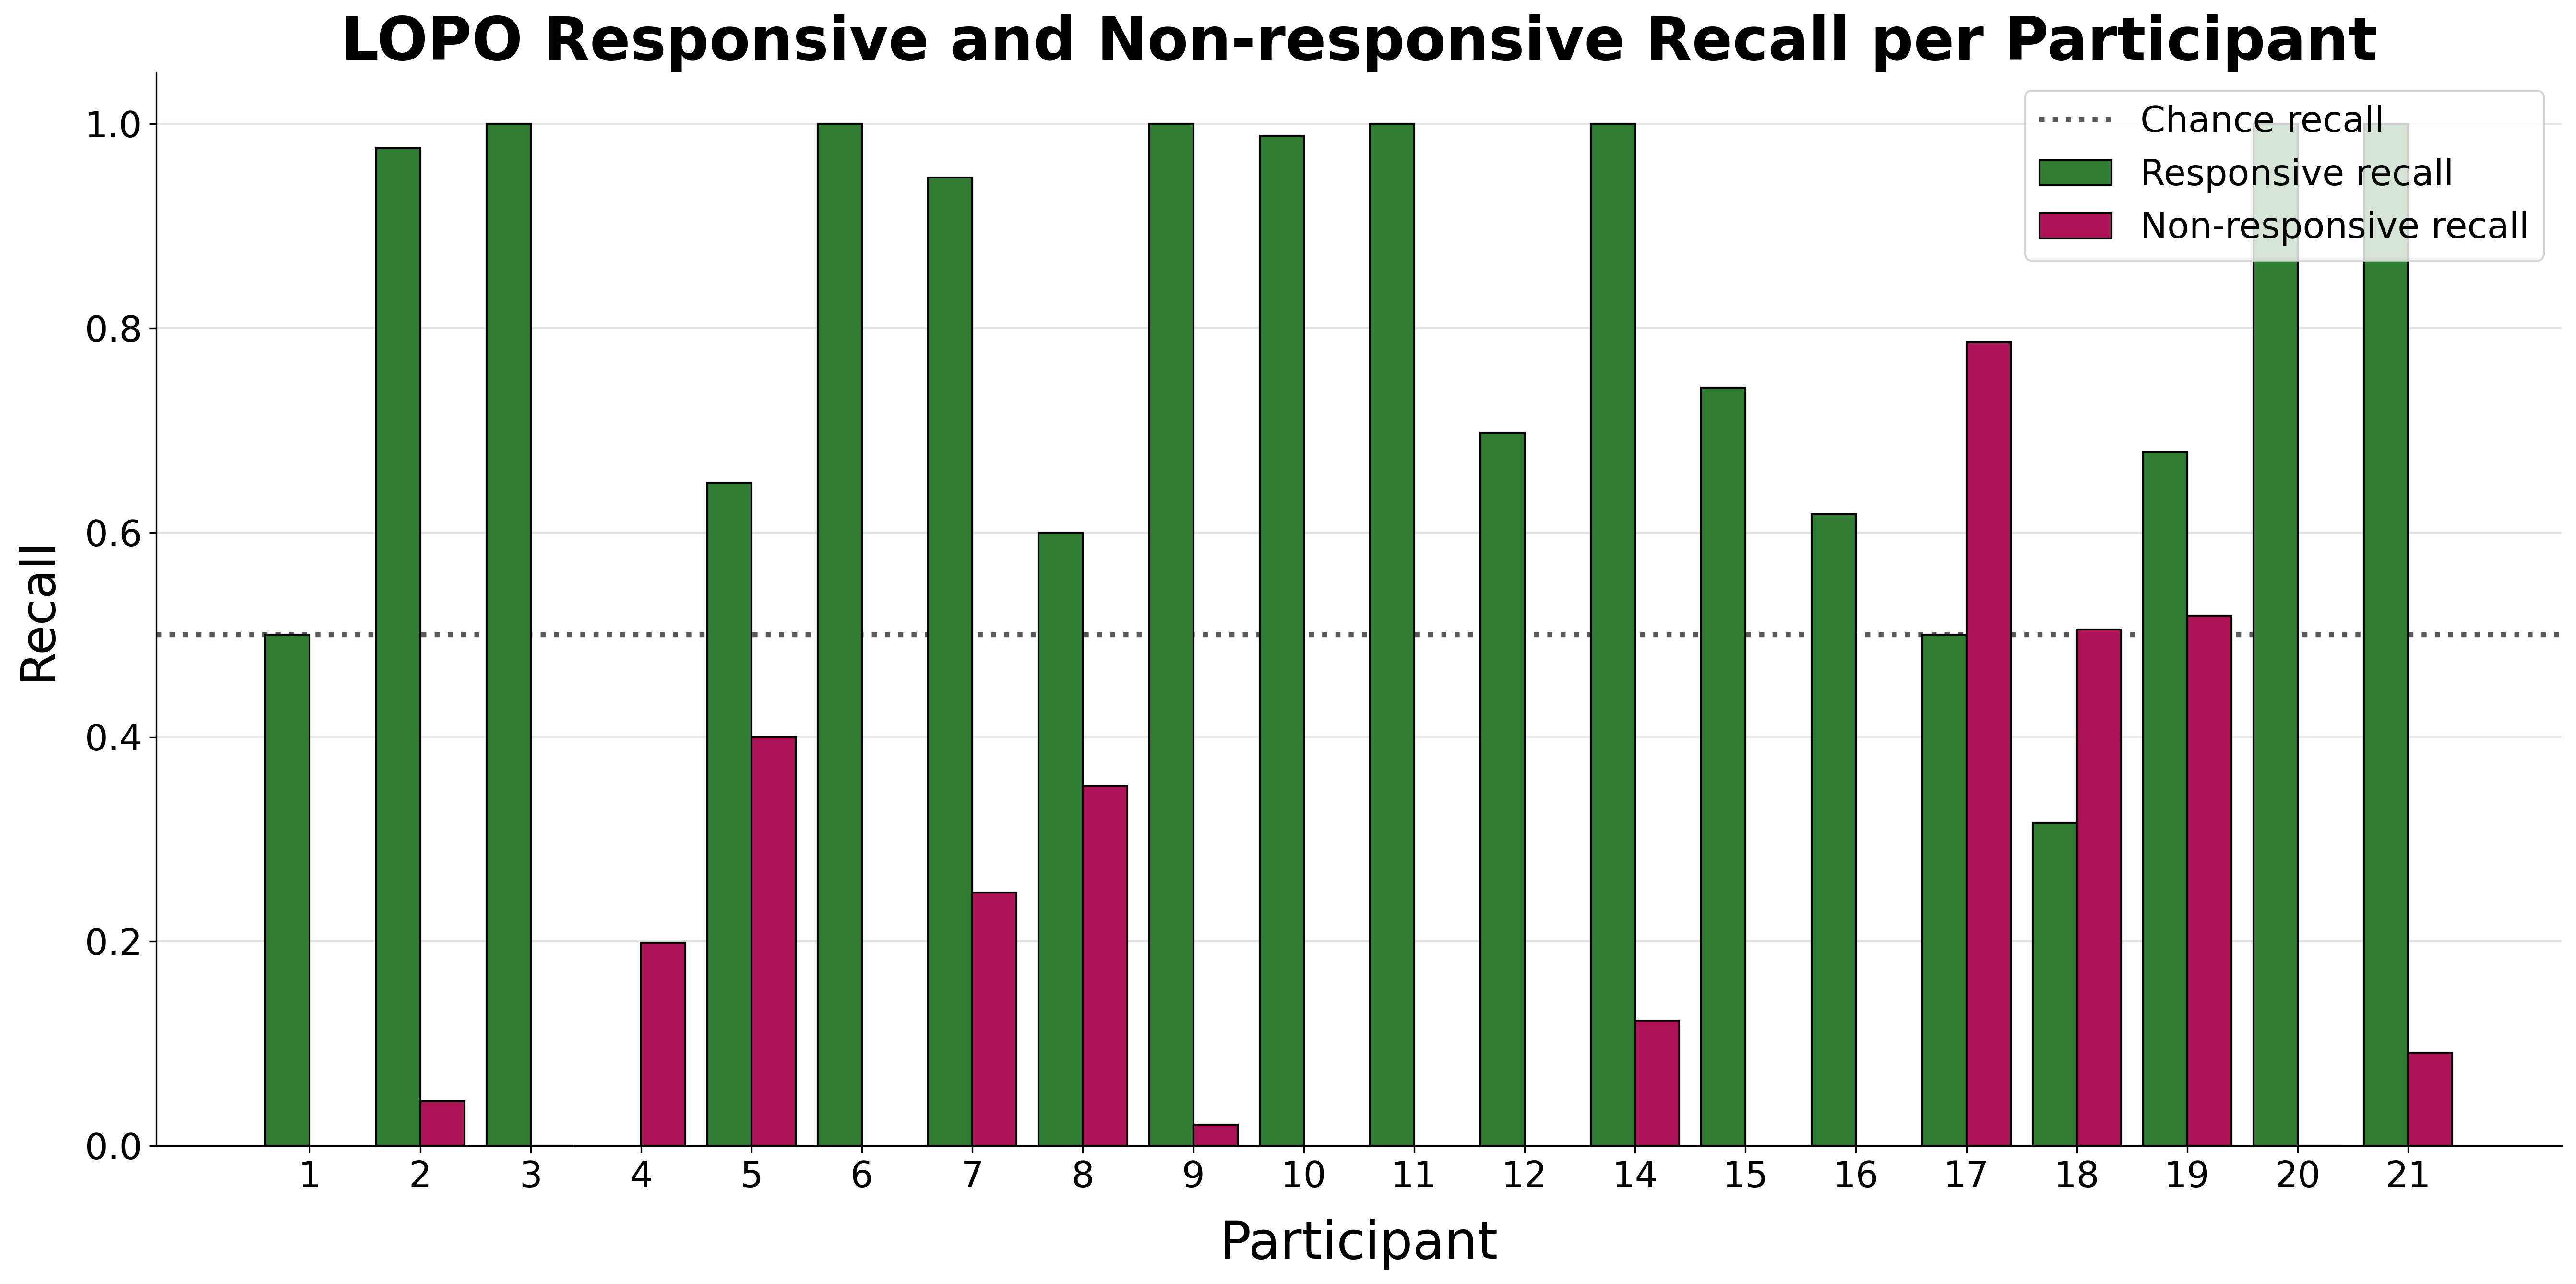 LOPO Responsive and Non-responsive Recall per Participant
Chance recall
Responsive recall
Non-responsive recall
1.0
0.8
0.6
0.4
0.2
0.0
Recall
1 2 3 4 5 6 7 8 9 10 11 12 14 15 16 17 18 19 20 21
Participant